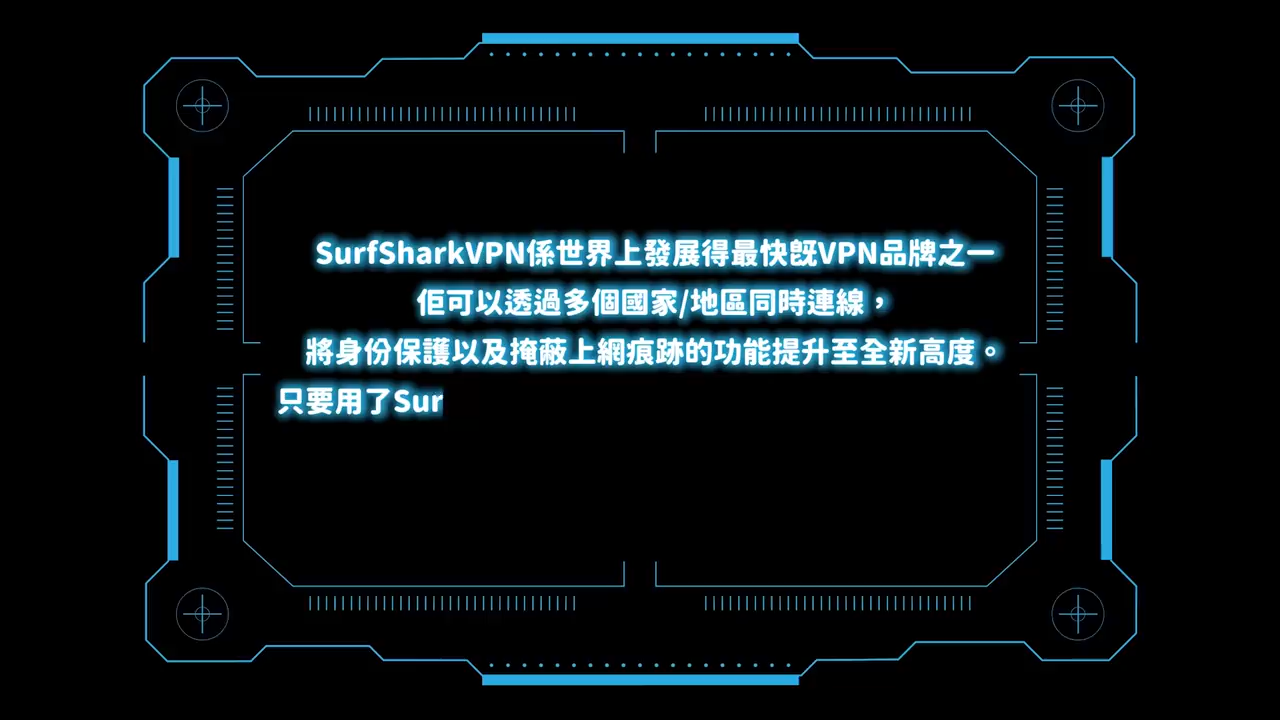 SurfSharkVPN係世界上發展得最快嘅VPN品牌之一
佢可以透過多個國家/地區同時連線，
將身份保護以及掩蔽上網痕跡的功能提升至全新高度。
只要用了Sur